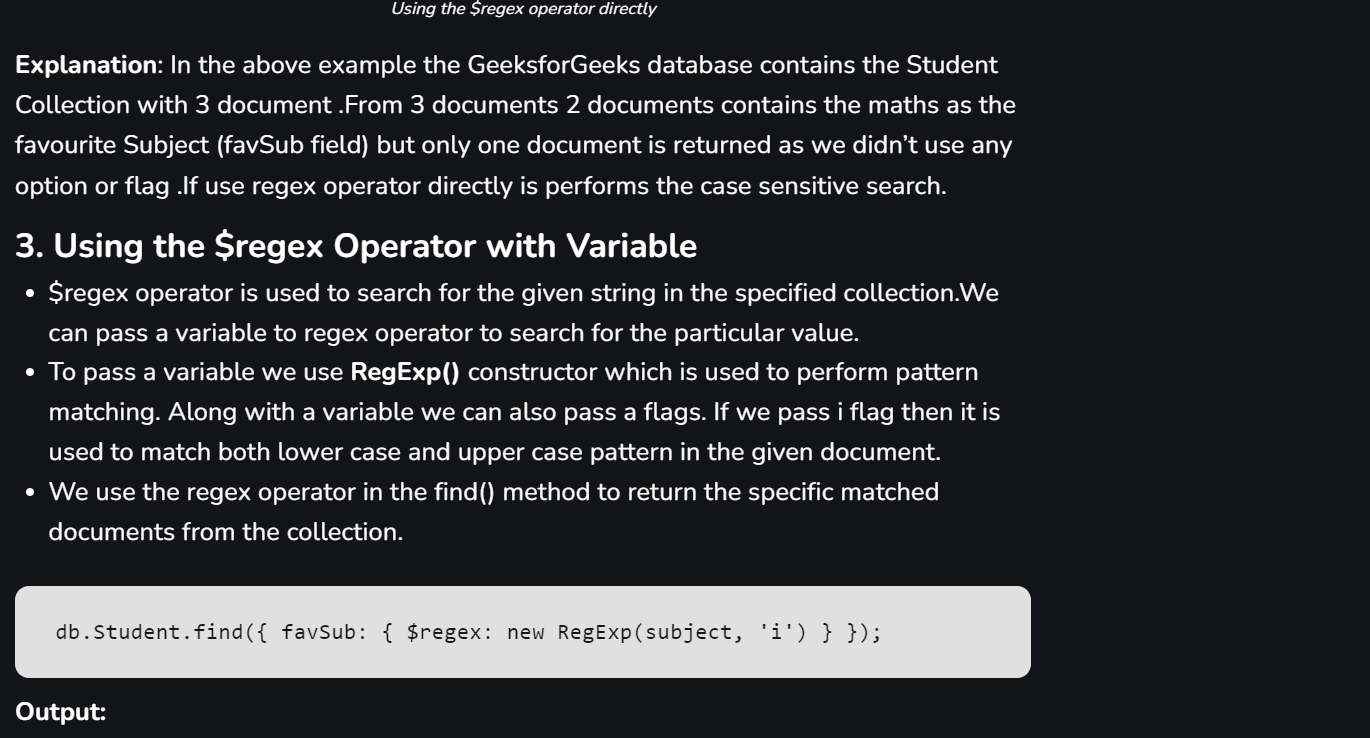 Using the $regex operator directly
Explanation: In the above example the GeeksforGeeks database contains the Student
Collection with 3 document .From 3 documents 2 documents contains the maths as the
favourite Subject (favSub field) but only one document is returned as we didn’t use any
option or flag .If use regex operator directly is performs the case sensitive search.
3. Using the $regex Operator with Variable
• $regex operator is used to search for the given string in the specified collection.We
can pass a variable to regex operator to search for the particular value.
• To pass a variable we use RegExp() constructor which is used to perform pattern
matching. Along with a variable we can also pass a flags. If we pass i flag then it is
used to match both lower case and upper case pattern in the given document.
• We use the regex operator in the find() method to return the specific matched
documents from the collection.
db.Student.find({ favSub: { $regex: new RegExp(subject, 'i') } });
Output: